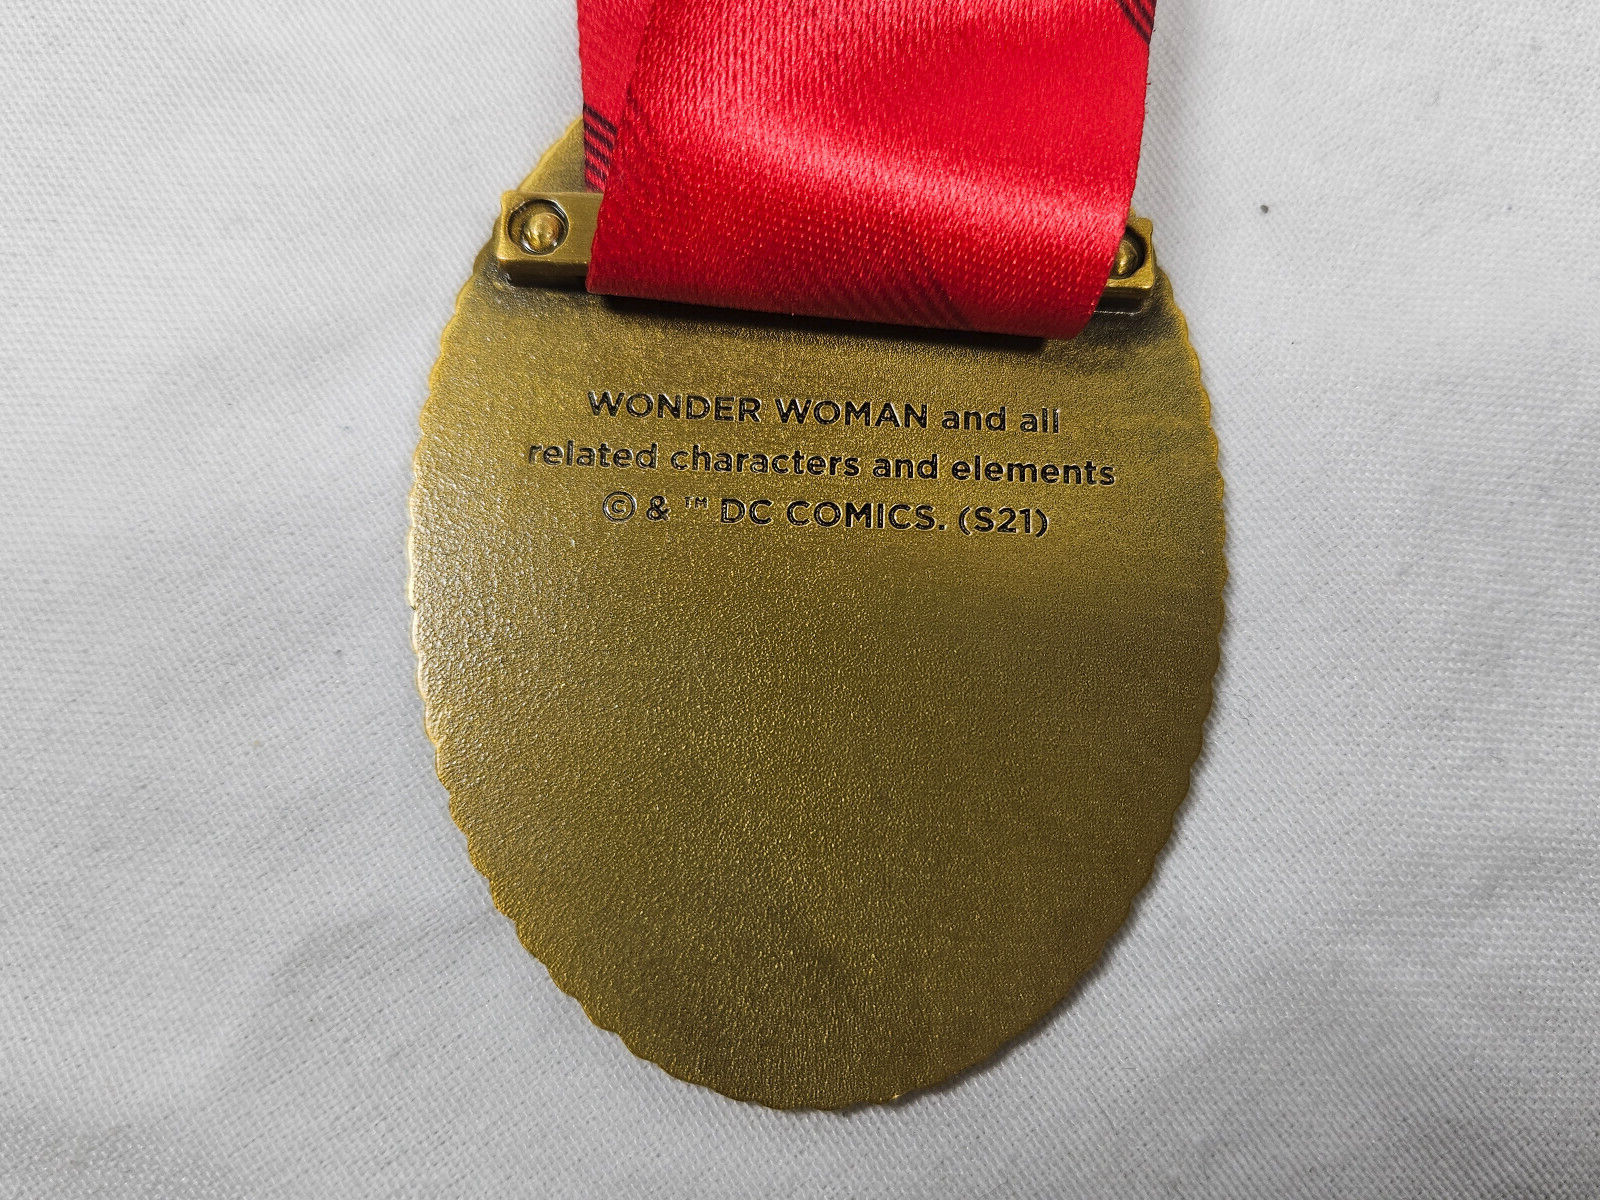 WONDER WOMAN and all
related characters and elements
© & ™ DC COMICS. (S21)